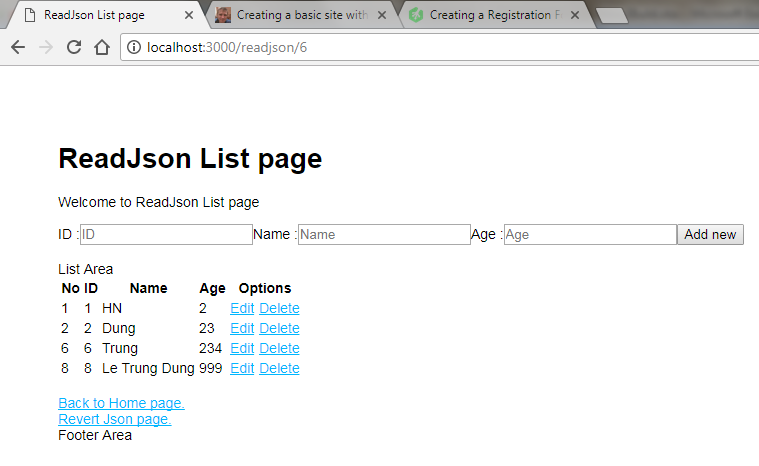 ReadJson List page
Creating a basic site with
Creating a Registration F
localhost:3000/readjson/6
ReadJson List page
Welcome to ReadJson List page
ID : ID Name : Name Age : Age Add new
List Area
No ID Name Age Options
1 1 HN 2 Edit Delete
2 2 Dung 23 Edit Delete
6 6 Trung 234 Edit Delete
8 8 Le Trung Dung 999 Edit Delete
Back to Home page.
Revert Json page.
Footer Area